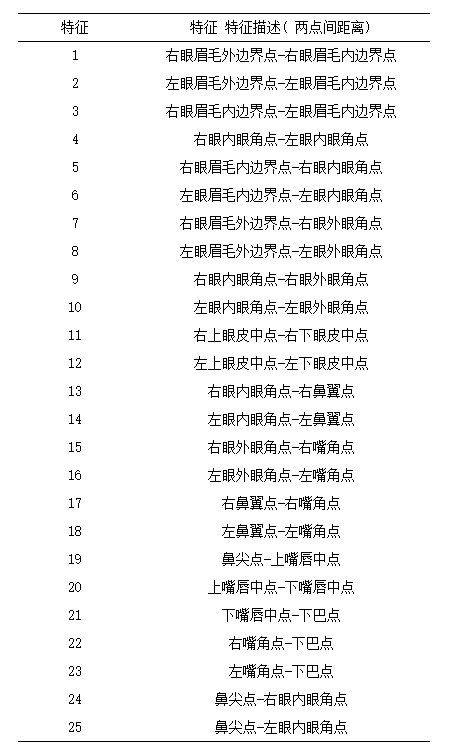 特征 特征 特征描述( 两点间距离)
1 右眼眉毛外边界点-右眼眉毛内边界点
2 左眼眉毛外边界点-左眼眉毛内边界点
3 右眼眉毛内边界点-左眼眉毛内边界点
4 右眼内眼角点-左眼内眼角点
5 右眼眉毛内边界点-右眼内眼角点
6 左眼眉毛内边界点-左眼内眼角点
7 右眼眉毛外边界点-右眼外眼角点
8 左眼眉毛外边界点-左眼外眼角点
9 右眼内眼角点-右眼外眼角点
10 左眼内眼角点-左眼外眼角点
11 右上眼皮中点-右下眼皮中点
12 左上眼皮中点-左下眼皮中点
13 右眼内眼角点-右鼻翼点
14 左眼内眼角点-左鼻翼点
15 右眼外眼角点-右嘴角点
16 左眼外眼角点-左嘴角点
17 右鼻翼点-右嘴角点
18 左鼻翼点-左嘴角点
19 鼻尖点-上嘴唇中点
20 上嘴唇中点-下嘴唇中点
21 下嘴唇中点-下巴点
22 右嘴角点-下巴点
23 左嘴角点-下巴点
24 鼻尖点-右眼内眼角点
25 鼻尖点-左眼内眼角点